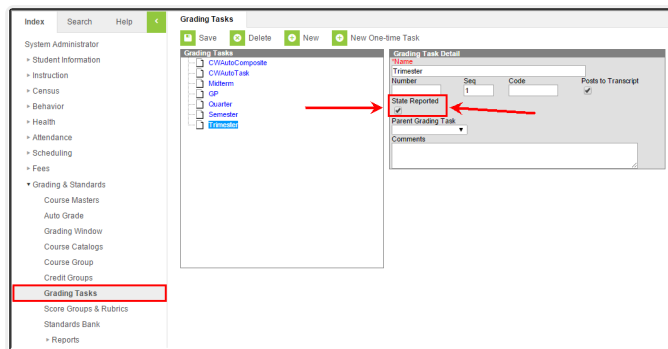 Index Search Help
System Administrator
Student Information
Instruction
Census
Behavior
Health
Attendance
Scheduling
Fees
Grading & Standards
Course Masters
Auto Grade
Grading Window
Course Catalogs
Course Group
Credit Groups
Grading Tasks
Score Groups & Rubrics
Standards Bank
Reports
Grading Tasks
Save Delete New New One-time Task
Grading Tasks
CWAutoComposite
CWAutoTask
Midterm
GP
Quarter
Semester
Trimester
Grading Task Detail
*Name
Trimester
Number Seq Code Posts to Transcript
1
State Reported
Parent Grading Task
Comments